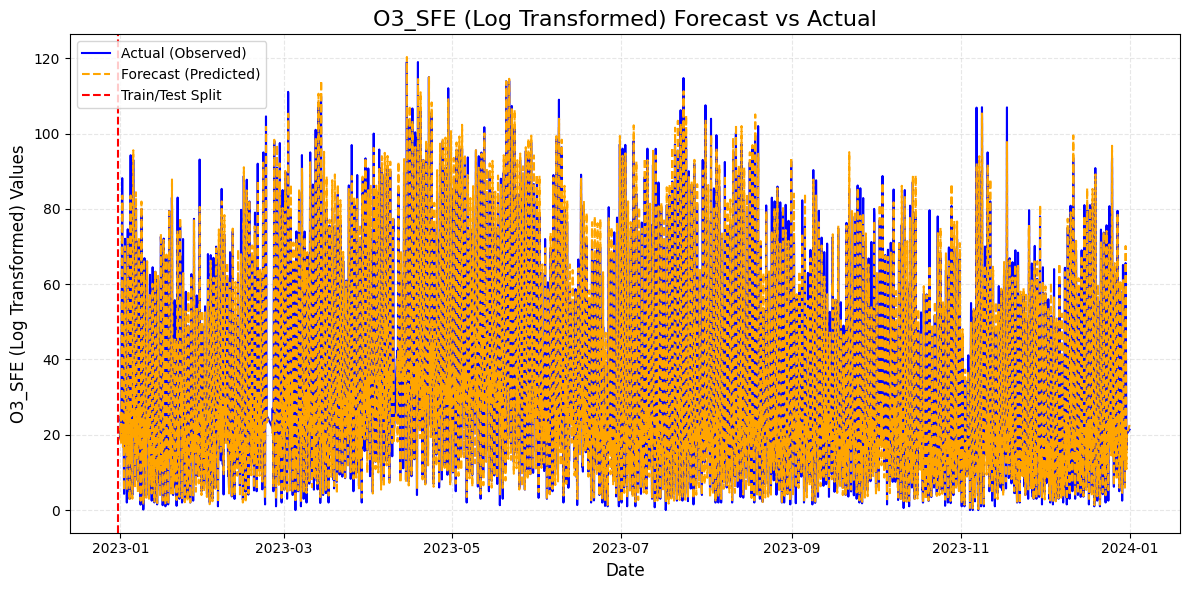 O3_SFE (Log Transformed) Forecast vs Actual
Actual (Observed)
Forecast (Predicted)
Train/Test Split
O3_SFE (Log Transformed) Values
120
100
80
60
40
20
0
2023-01
2023-03
2023-05
2023-07
2023-09
2023-11
2024-01
Date